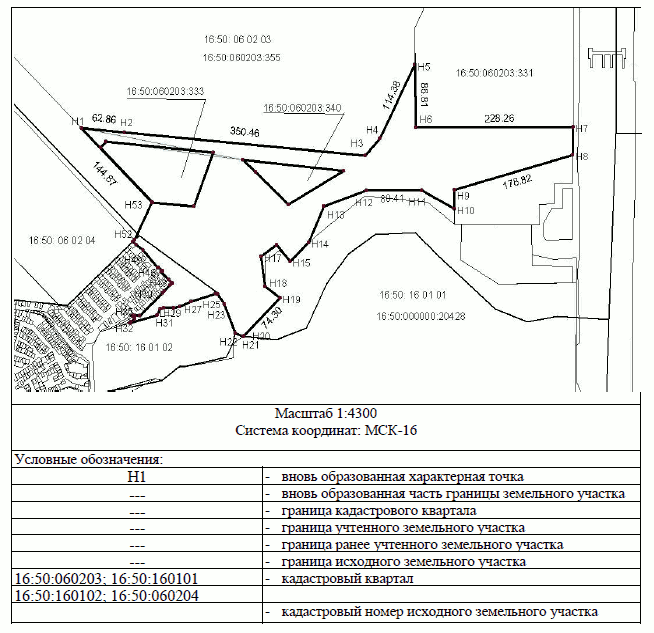 16:50: 06 02 03
16:50:060203:355
16:50:060203:331
16:50:060203:333
16:50:060203:340
H5
114.38
86.81
H1
62.86
H2
350.46
H3
H4
H6
228.26
H7
H8
144.67
176.82
H9
H10
H11
80.41
H12
H13
H53
H14
H52
16:50: 06 02 04
H17
H15
H18
H19
74.30
H25
H23
H27
H29
H31
H32
H22
H20
H21
16:50: 16 01 01
16:50:000000:20428
16:50: 16 01 02
Масштаб 1:4300
Система координат: МСК-16
Условные обозначения:
Н1 - вновь образованная характерная точка
--- - вновь образованная часть границы земельного участка
--- - граница кадастрового квартала
--- - граница учтенного земельного участка
--- - граница ранее учтенного земельного участка
--- - граница исходного земельного участка
16:50:060203; 16:50:160101 - кадастровый квартал
16:50:160102; 16:50:060204
- кадастровый номер исходного земельного участка